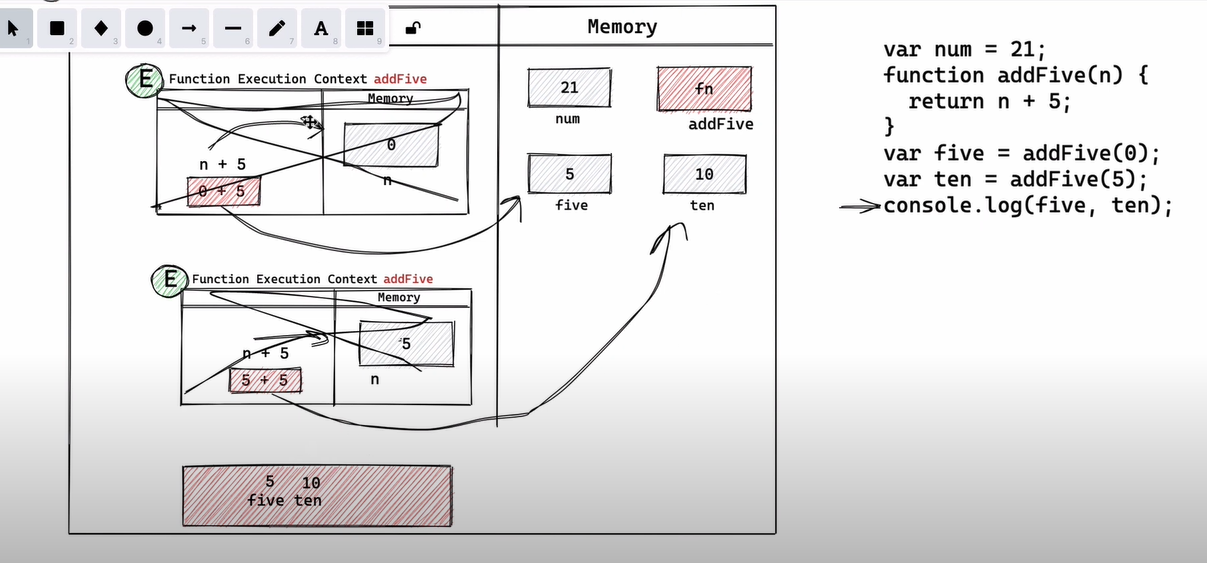 1 2 3 4 5 6 7 A 8 9
Memory
E Function Execution Context addFive
Memory
0
n + 5
n
0 + 5
21
num
fn
addFive
5
five
10
ten
E Function Execution Context addFive
Memory
5
n + 5
n
5 + 5
5 10
five ten
var num = 21;
function addFive(n) {
return n + 5;
}
var five = addFive(0);
var ten = addFive(5);
console.log(five, ten);